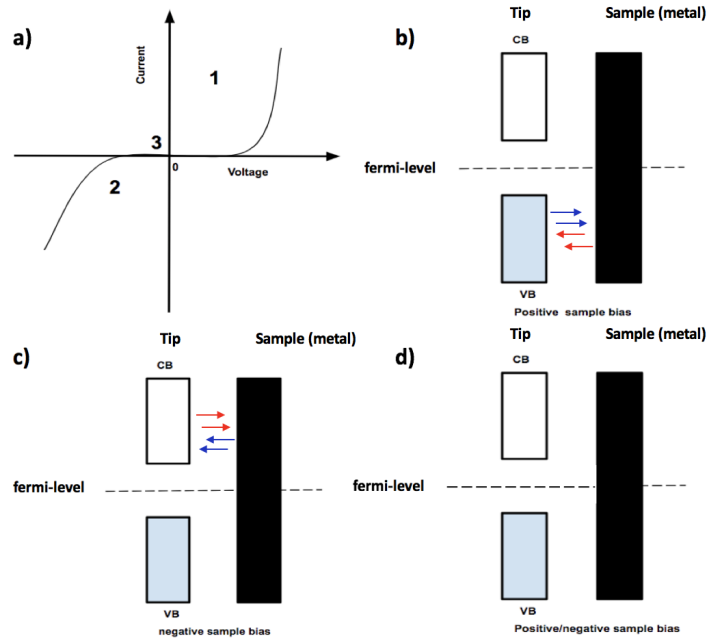 a)
Current
1
3
2
0
Voltage
b)
Tip
Sample (metal)
CB
fermi-level
VB
Positive sample bias
c)
Tip
Sample (metal)
CB
fermi-level
VB
negative sample bias
d)
Tip
Sample (metal)
CB
fermi-level
VB
Positive/negative sample bias